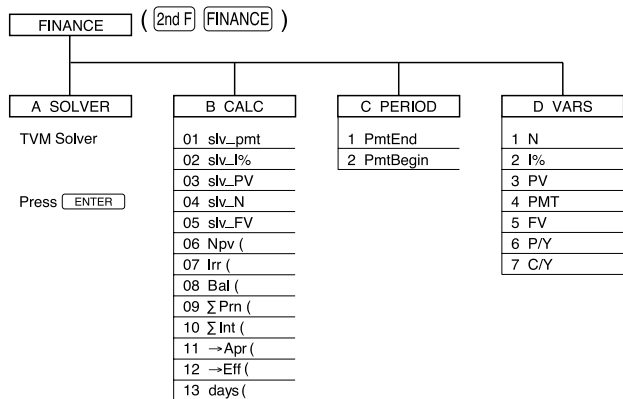 FINANCE ( 2nd F FINANCE )
A SOLVER
TVM Solver
Press ENTER
B CALC
01 slv_pmt
02 slv_I%
03 slv_PV
04 slv_N
05 slv_FV
06 Npv (
07 Irr (
08 Bal (
09 ∑ Prn (
10 ∑ Int (
11 →Apr (
12 →Eff (
13 days (
C PERIOD
1 PmtEnd
2 PmtBegin
D VARS
1 N
2 I%
3 PV
4 PMT
5 FV
6 P/Y
7 C/Y